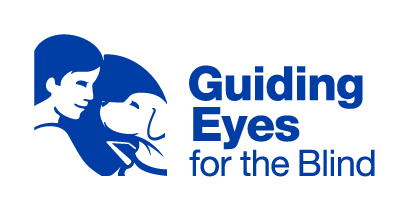 Guiding
Eyes
for the Blind